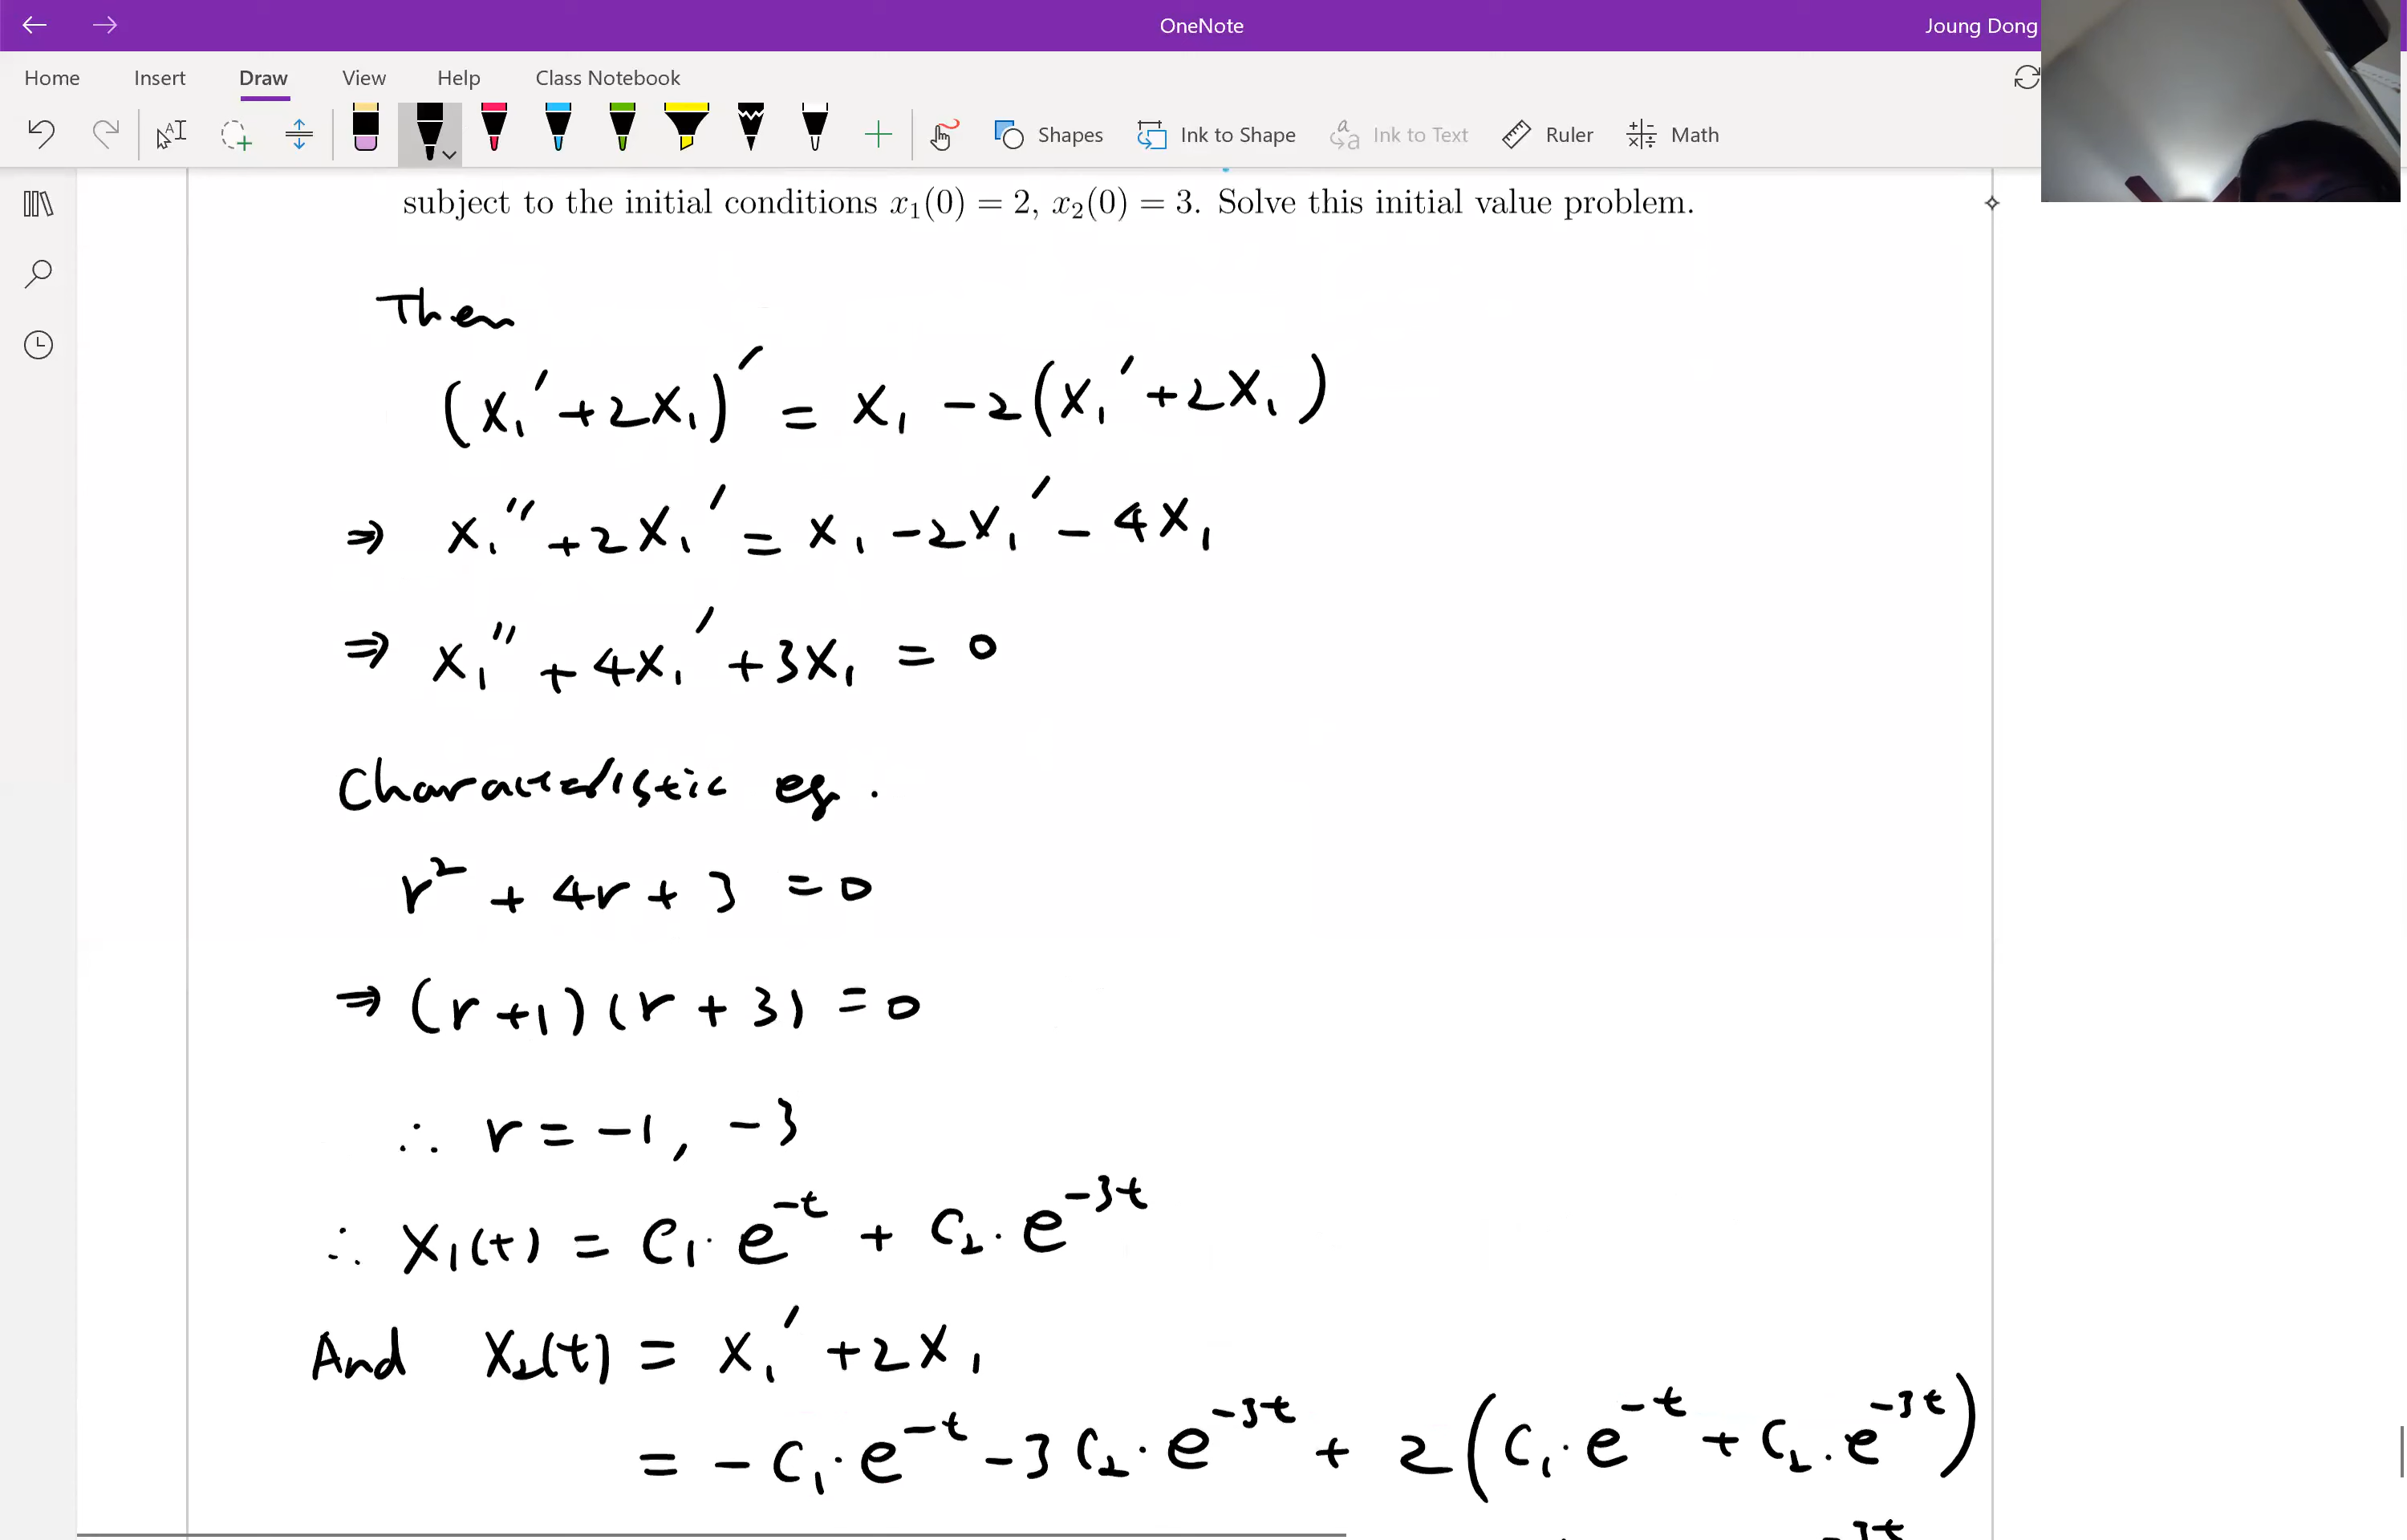 OneNote
Joung Dong
Home Insert Draw View Help Class Notebook
Shapes Ink to Shape Ink to Text Ruler Math
subject to the initial conditions x₁(0) = 2, x₂(0) = 3. Solve this initial value problem.
Then
(x₁' + 2x₁)' = x₁ - 2(x₁' + 2x₁)
⇒ x₁'' + 2x₁' = x₁ - 2x₁' - 4x₁
⇒ x₁'' + 4x₁' + 3x₁ = 0
Characteristic eq.
r² + 4r + 3 = 0
⇒ (r+1)(r+3) = 0
∴ r = -1, -3
∴ x₁(t) = c₁·e^{-t} + c₂·e^{-3t}
And x₂(t) = x₁' + 2x₁
= -c₁·e^{-t} - 3c₂·e^{-3t} + 2(c₁·e^{-t} + c₂·e^{-3t})